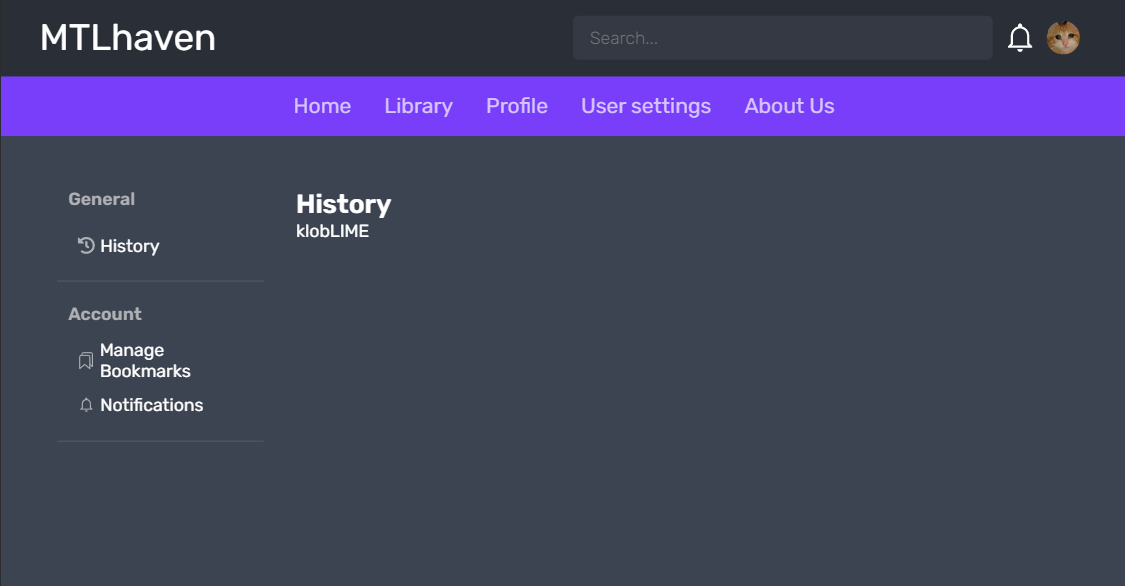 MTLhaven
Search...
Home Library Profile User settings About Us
General
History
Account
Manage
Bookmarks
Notifications
History
klobLIME